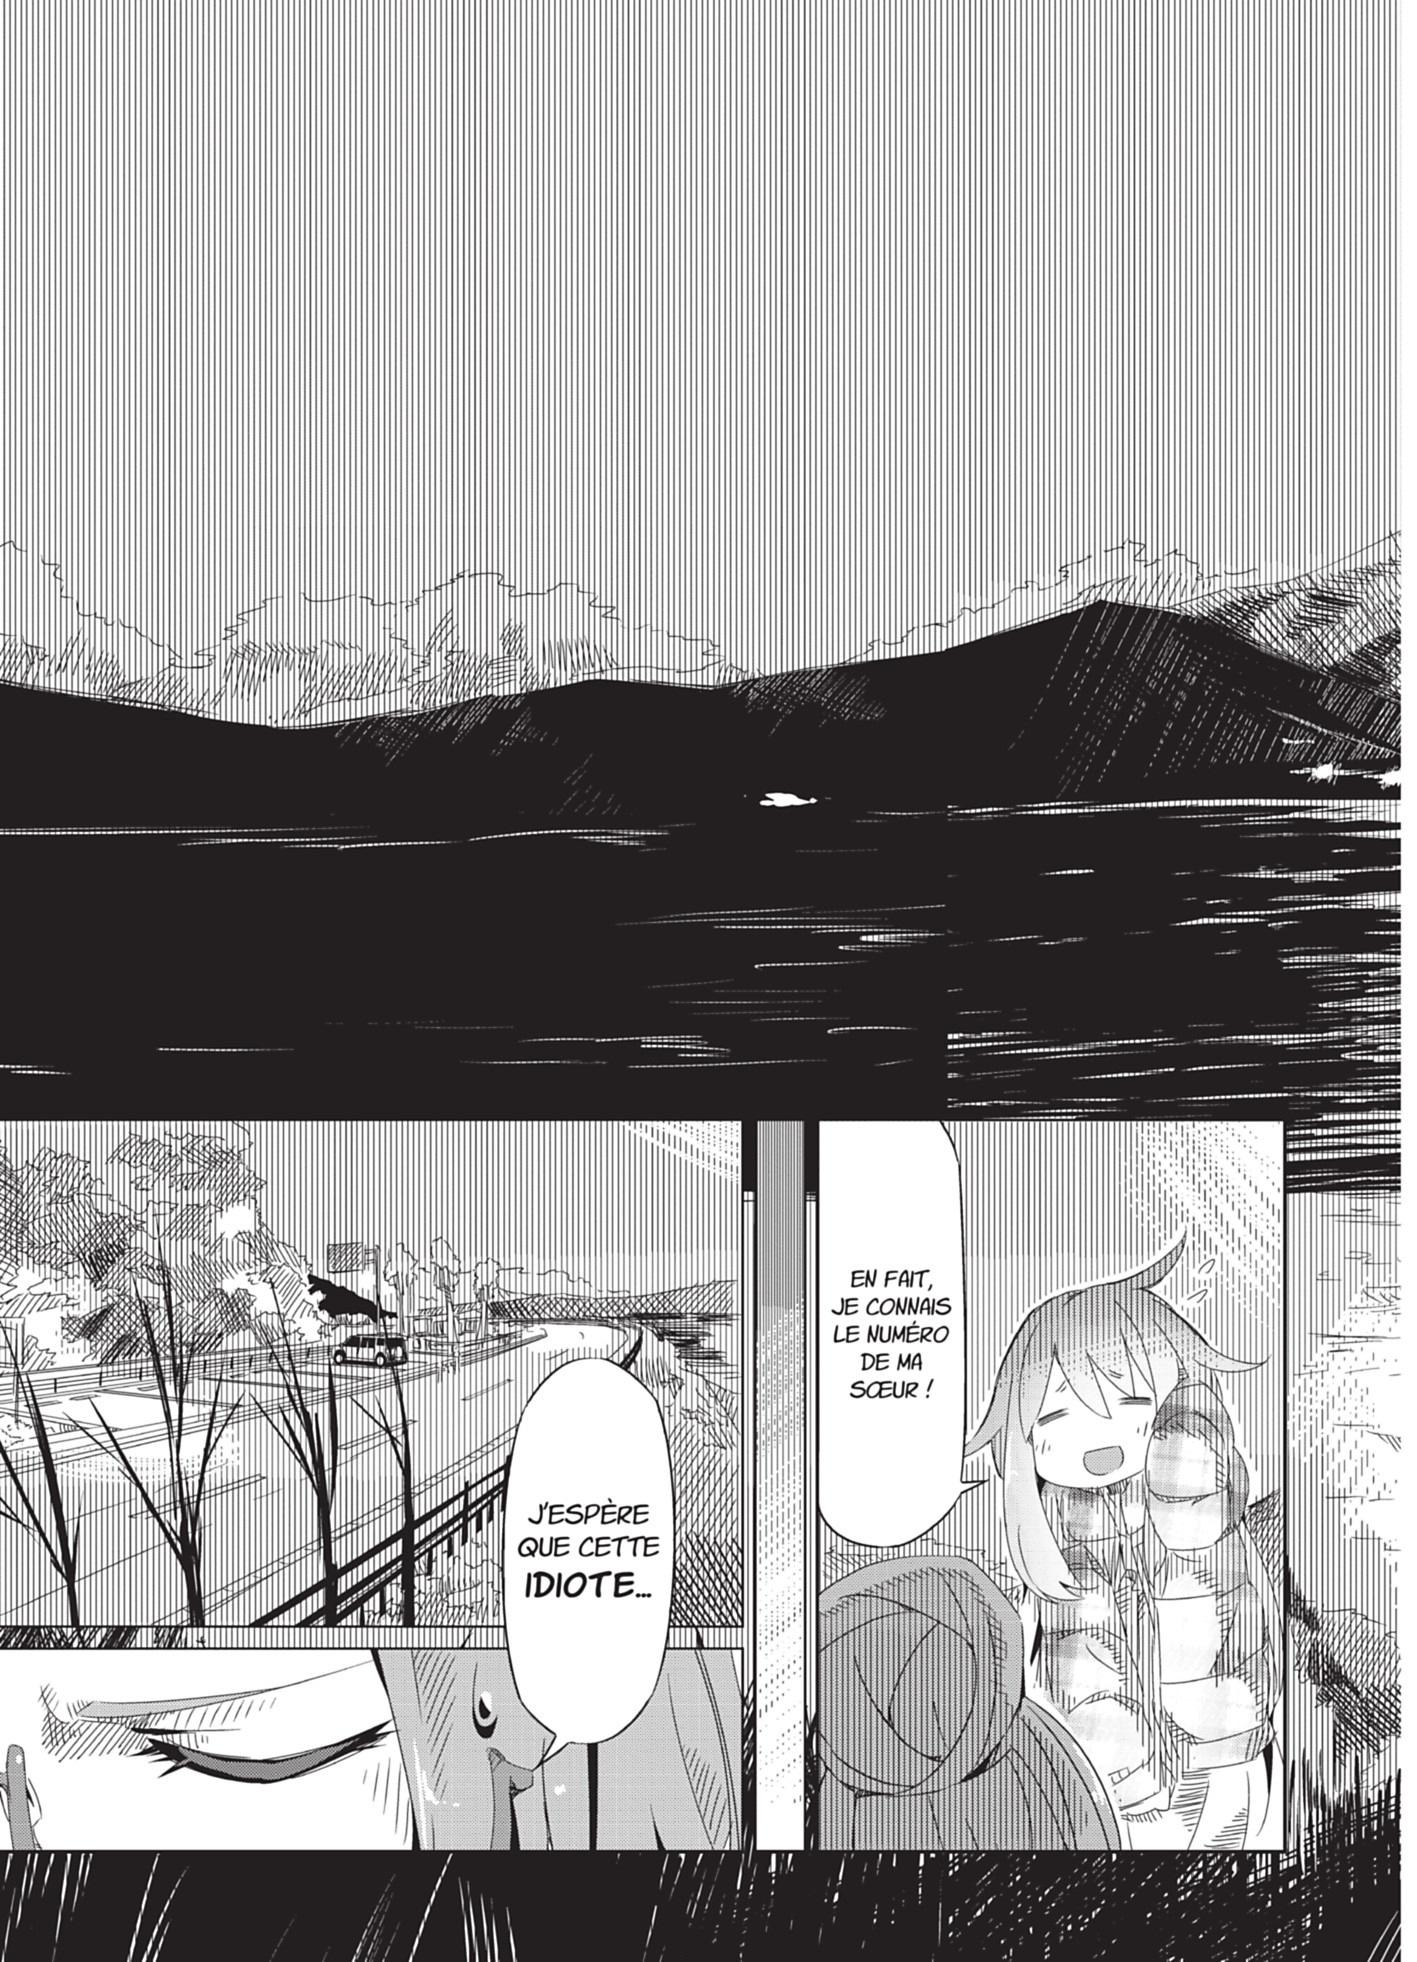 EN FAIT,
JE CONNAIS
LE NUMÉRO
DE MA
SŒUR !
J'ESPÈRE
QUE CETTE
IDIOTE...